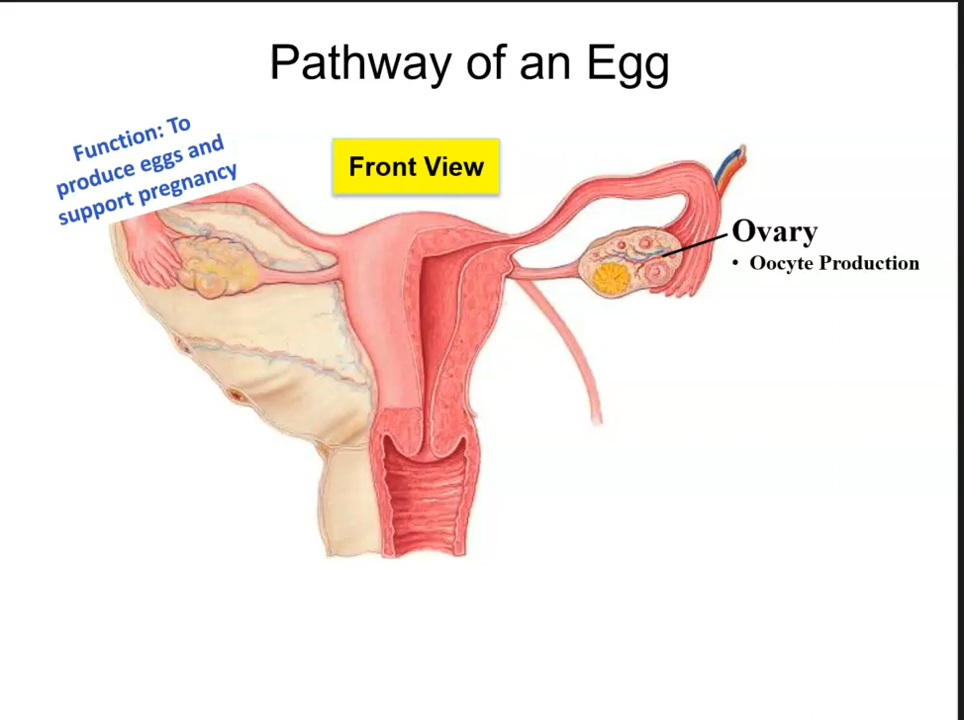 Pathway of an Egg
Function: To
produce eggs and
support pregnancy
Front View
Ovary
• Oocyte Production